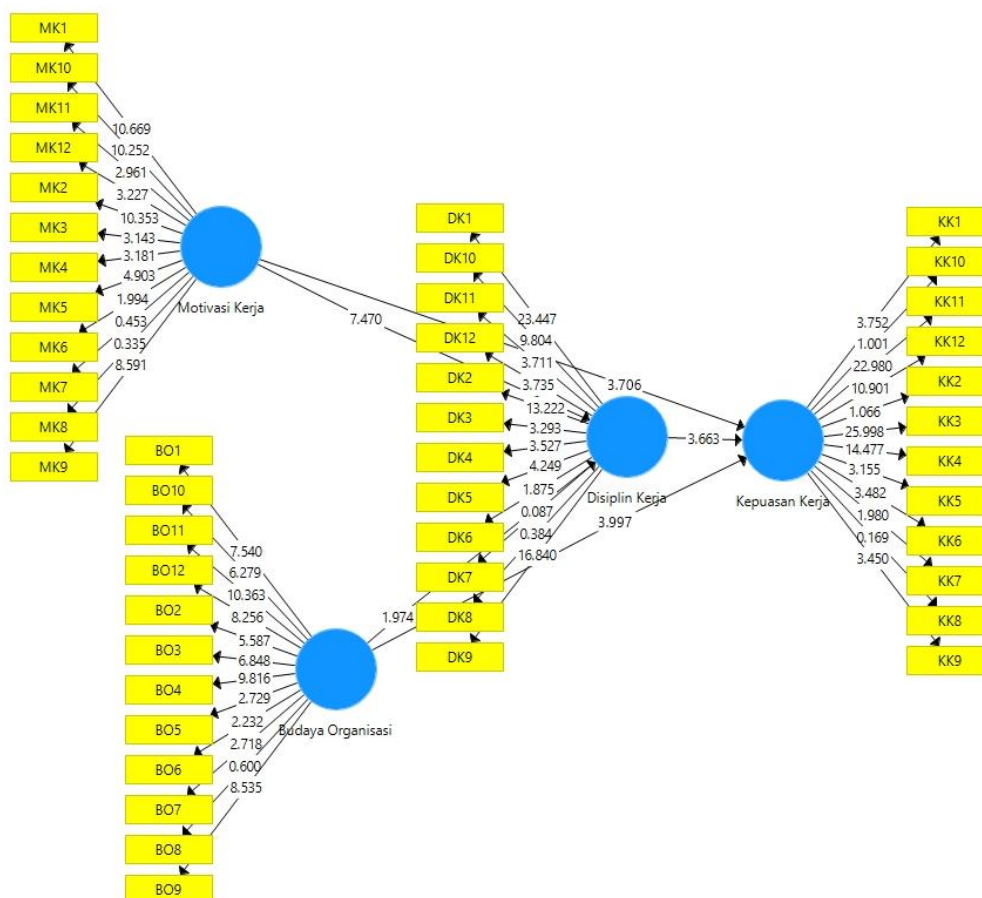 MK1
MK10
MK11
MK12
MK2
MK3
MK4
MK5
MK6
MK7
MK8
MK9
10.669
10.252
2.961
3.227
10.353
3.143
3.181
4.903
1.994
0.453
0.335
8.591
Motivasi Kerja
7.470
3.706
BO1
BO10
BO11
BO12
BO2
BO3
BO4
BO5
BO6
BO7
BO8
BO9
7.540
6.279
10.363
8.256
5.587
6.848
9.816
2.729
2.232
2.718
0.600
8.535
Budaya Organisasi
1.974
3.997
DK1
DK10
DK11
DK12
DK2
DK3
DK4
DK5
DK6
DK7
DK8
DK9
23.447
9.804
3.711
3.735
13.222
3.293
3.527
4.249
1.875
0.087
0.384
16.840
Disiplin Kerja
3.663
Kepuasan Kerja
3.752
1.001
22.980
10.901
1.066
25.998
14.477
3.155
3.482
1.980
0.169
3.450
KK1
KK10
KK11
KK12
KK2
KK3
KK4
KK5
KK6
KK7
KK8
KK9